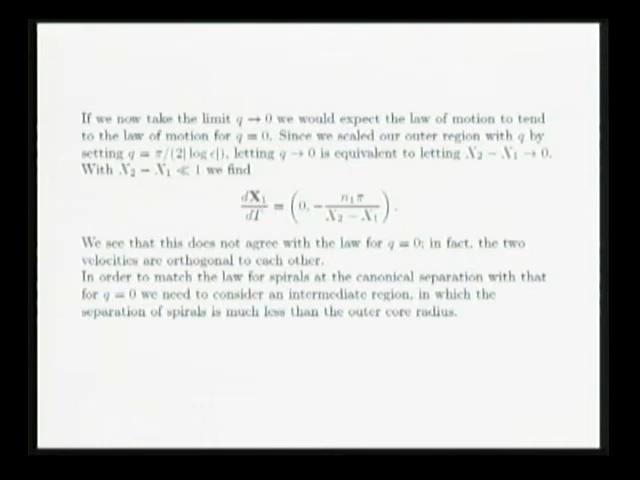 If we now take the limit q → 0 we would expect the law of motion to tend
to the law of motion for q = 0. Since we scaled our outer region with q by
setting q = π/(2| log ϵ|), letting q → 0 is equivalent to letting X₂ − X₁ → 0.
With X₂ − X₁ ≪ 1 we find
dX₁/dT = (0, − n₁π/(X₂ − X₁)).
We see that this does not agree with the law for q = 0; in fact, the two
velocities are orthogonal to each other.
In order to match the law for spirals at the canonical separation with that
for q = 0 we need to consider an intermediate region, in which the
separation of spirals is much less than the outer core radius.